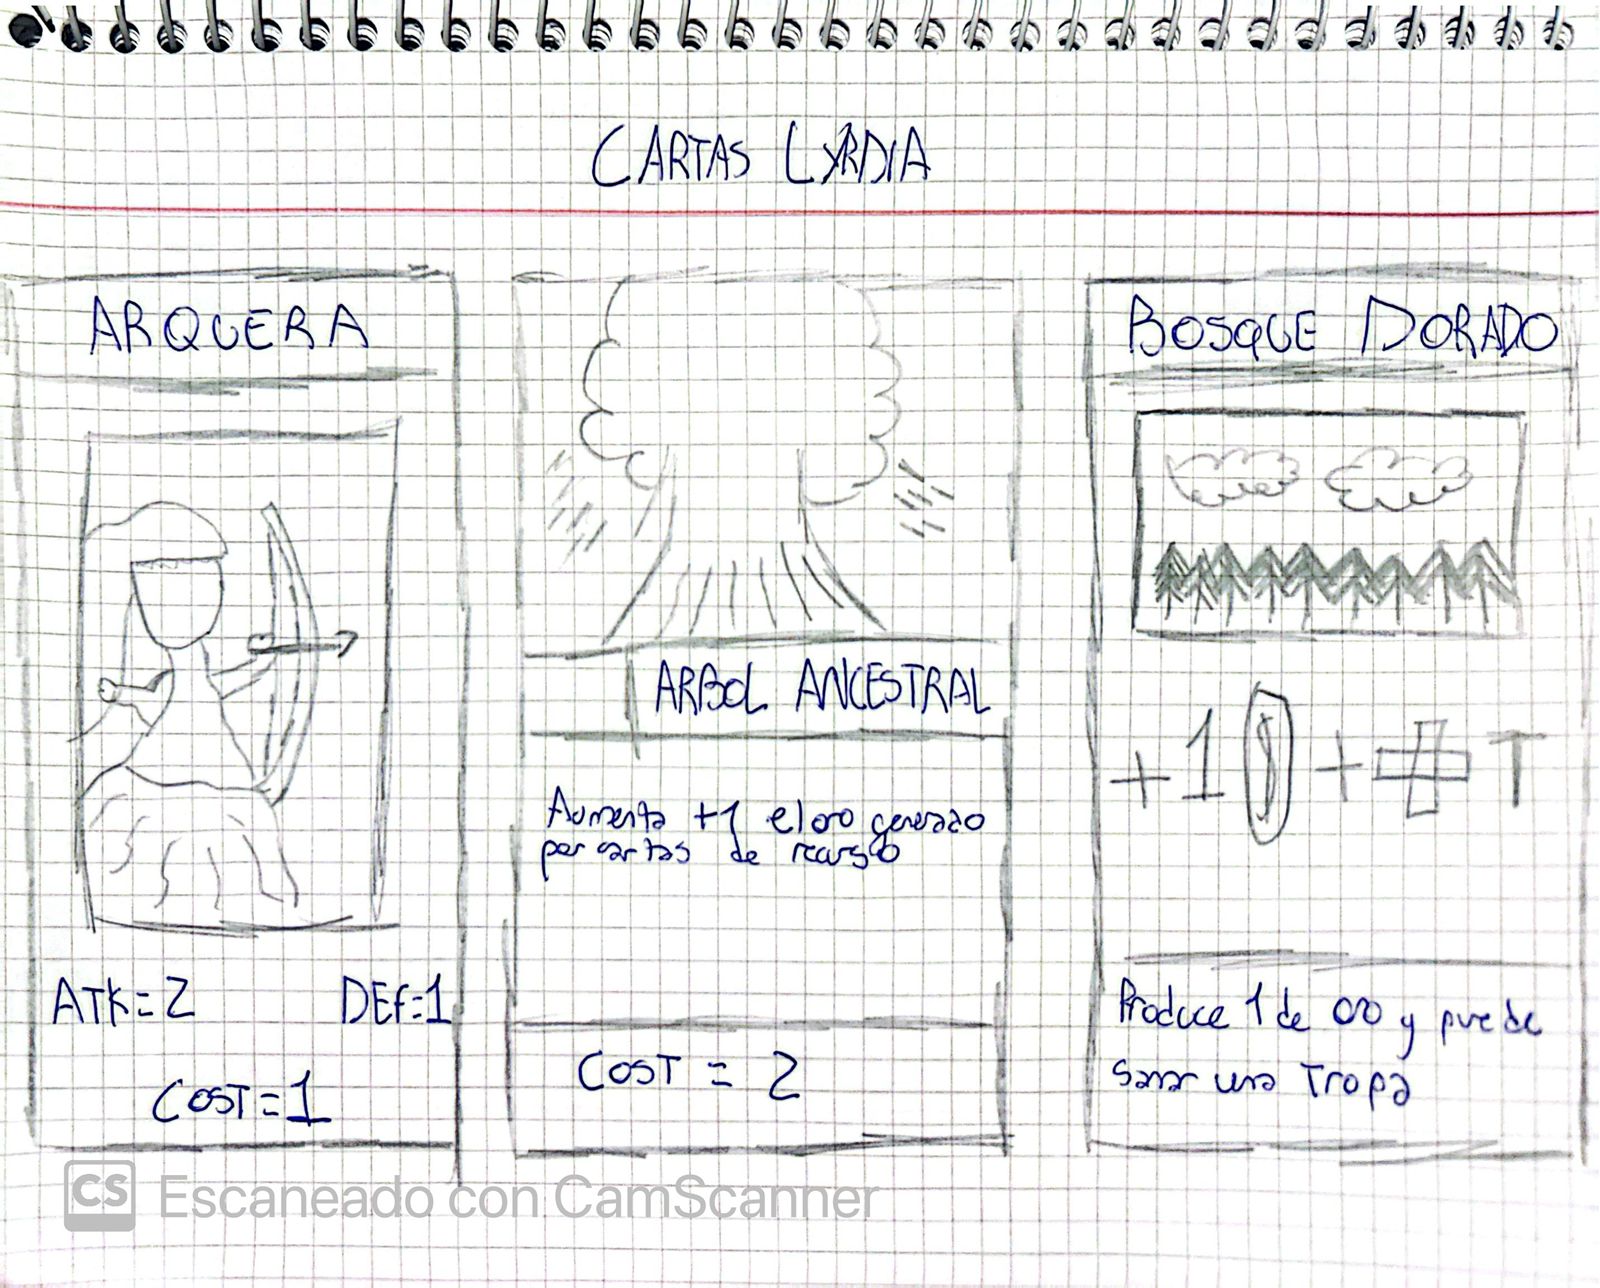 CARTAS LYRDIA
ARQUERA
ATK=2 DEF=1
COST=1
ARBOL ANCESTRAL
Aumenta +1 el oro generado
por cartas de recurso
COST = 2
BOSQUE DORADO
+1 $ + T
Produce 1 de oro y puede
sanar una Tropa
CS Escaneado con CamScanner